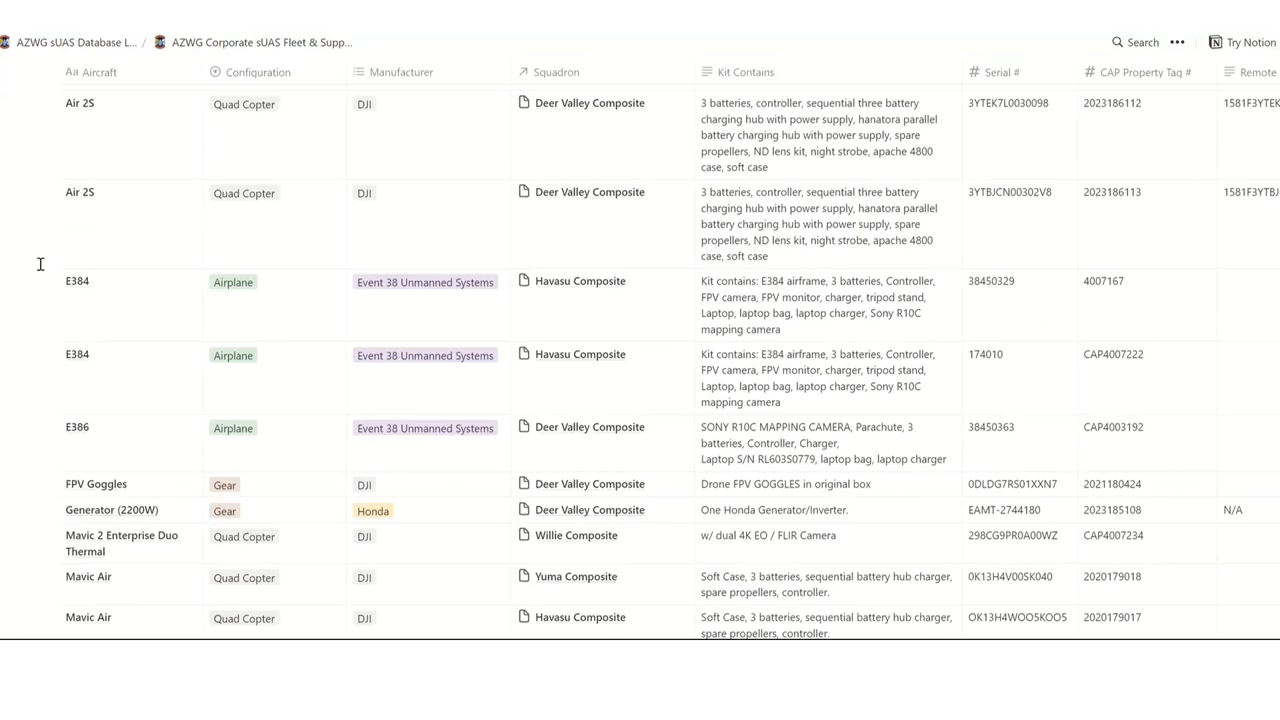 AZWG sUAS Database L... / AZWG Corporate sUAS Fleet & Supp... Search ••• Try Notion
Aa Aircraft Configuration Manufacturer Squadron Kit Contains # Serial # # CAP Property Tag # Remote
Air 2S Quad Copter DJI Deer Valley Composite 3 batteries, controller, sequential three battery 3YTEK7L0030098 2023186112 1581F3YTEK
charging hub with power supply, hanatora parallel
battery charging hub with power supply, spare
propellers, ND lens kit, night strobe, apache 4800
case, soft case
Air 2S Quad Copter DJI Deer Valley Composite 3 batteries, controller, sequential three battery 3YTBJCN00302V8 2023186113 1581F3YTBJ
charging hub with power supply, hanatora parallel
battery charging hub with power supply, spare
propellers, ND lens kit, night strobe, apache 4800
case, soft case
E384 Airplane Event 38 Unmanned Systems Havasu Composite Kit contains: E384 airframe, 3 batteries, Controller, 38450329 4007167
FPV camera, FPV monitor, charger, tripod stand,
Laptop, laptop bag, laptop charger, Sony R10C
mapping camera
E384 Airplane Event 38 Unmanned Systems Havasu Composite Kit contains: E384 airframe, 3 batteries, Controller, 174010 CAP4007222
FPV camera, FPV monitor, charger, tripod stand,
Laptop, laptop bag, laptop charger, Sony R10C
mapping camera
E386 Airplane Event 38 Unmanned Systems Deer Valley Composite SONY R10C MAPPING CAMERA, Parachute, 3 38450363 CAP4003192
batteries, Controller, Charger,
Laptop S/N RL603S0779, laptop bag, laptop charger
FPV Goggles Gear DJI Deer Valley Composite Drone FPV GOGGLES in original box 0DLDG7RS01XXN7 2021180424
Generator (2200W) Gear Honda Deer Valley Composite One Honda Generator/Inverter. EAMT-2744180 2023185108 N/A
Mavic 2 Enterprise Duo Quad Copter DJI Willie Composite w/ dual 4K EO / FLIR Camera 298CG9PR0A00WZ CAP4007234
Thermal
Mavic Air Quad Copter DJI Yuma Composite Soft Case, 3 batteries, sequential battery hub charger, 0K13H4V00SK040 2020179018
spare propellers, controller.
Mavic Air Quad Copter DJI Havasu Composite Soft Case, 3 batteries, sequential battery hub charger, OK13H4WOO5KOO5 2020179017
spare propellers, controller.